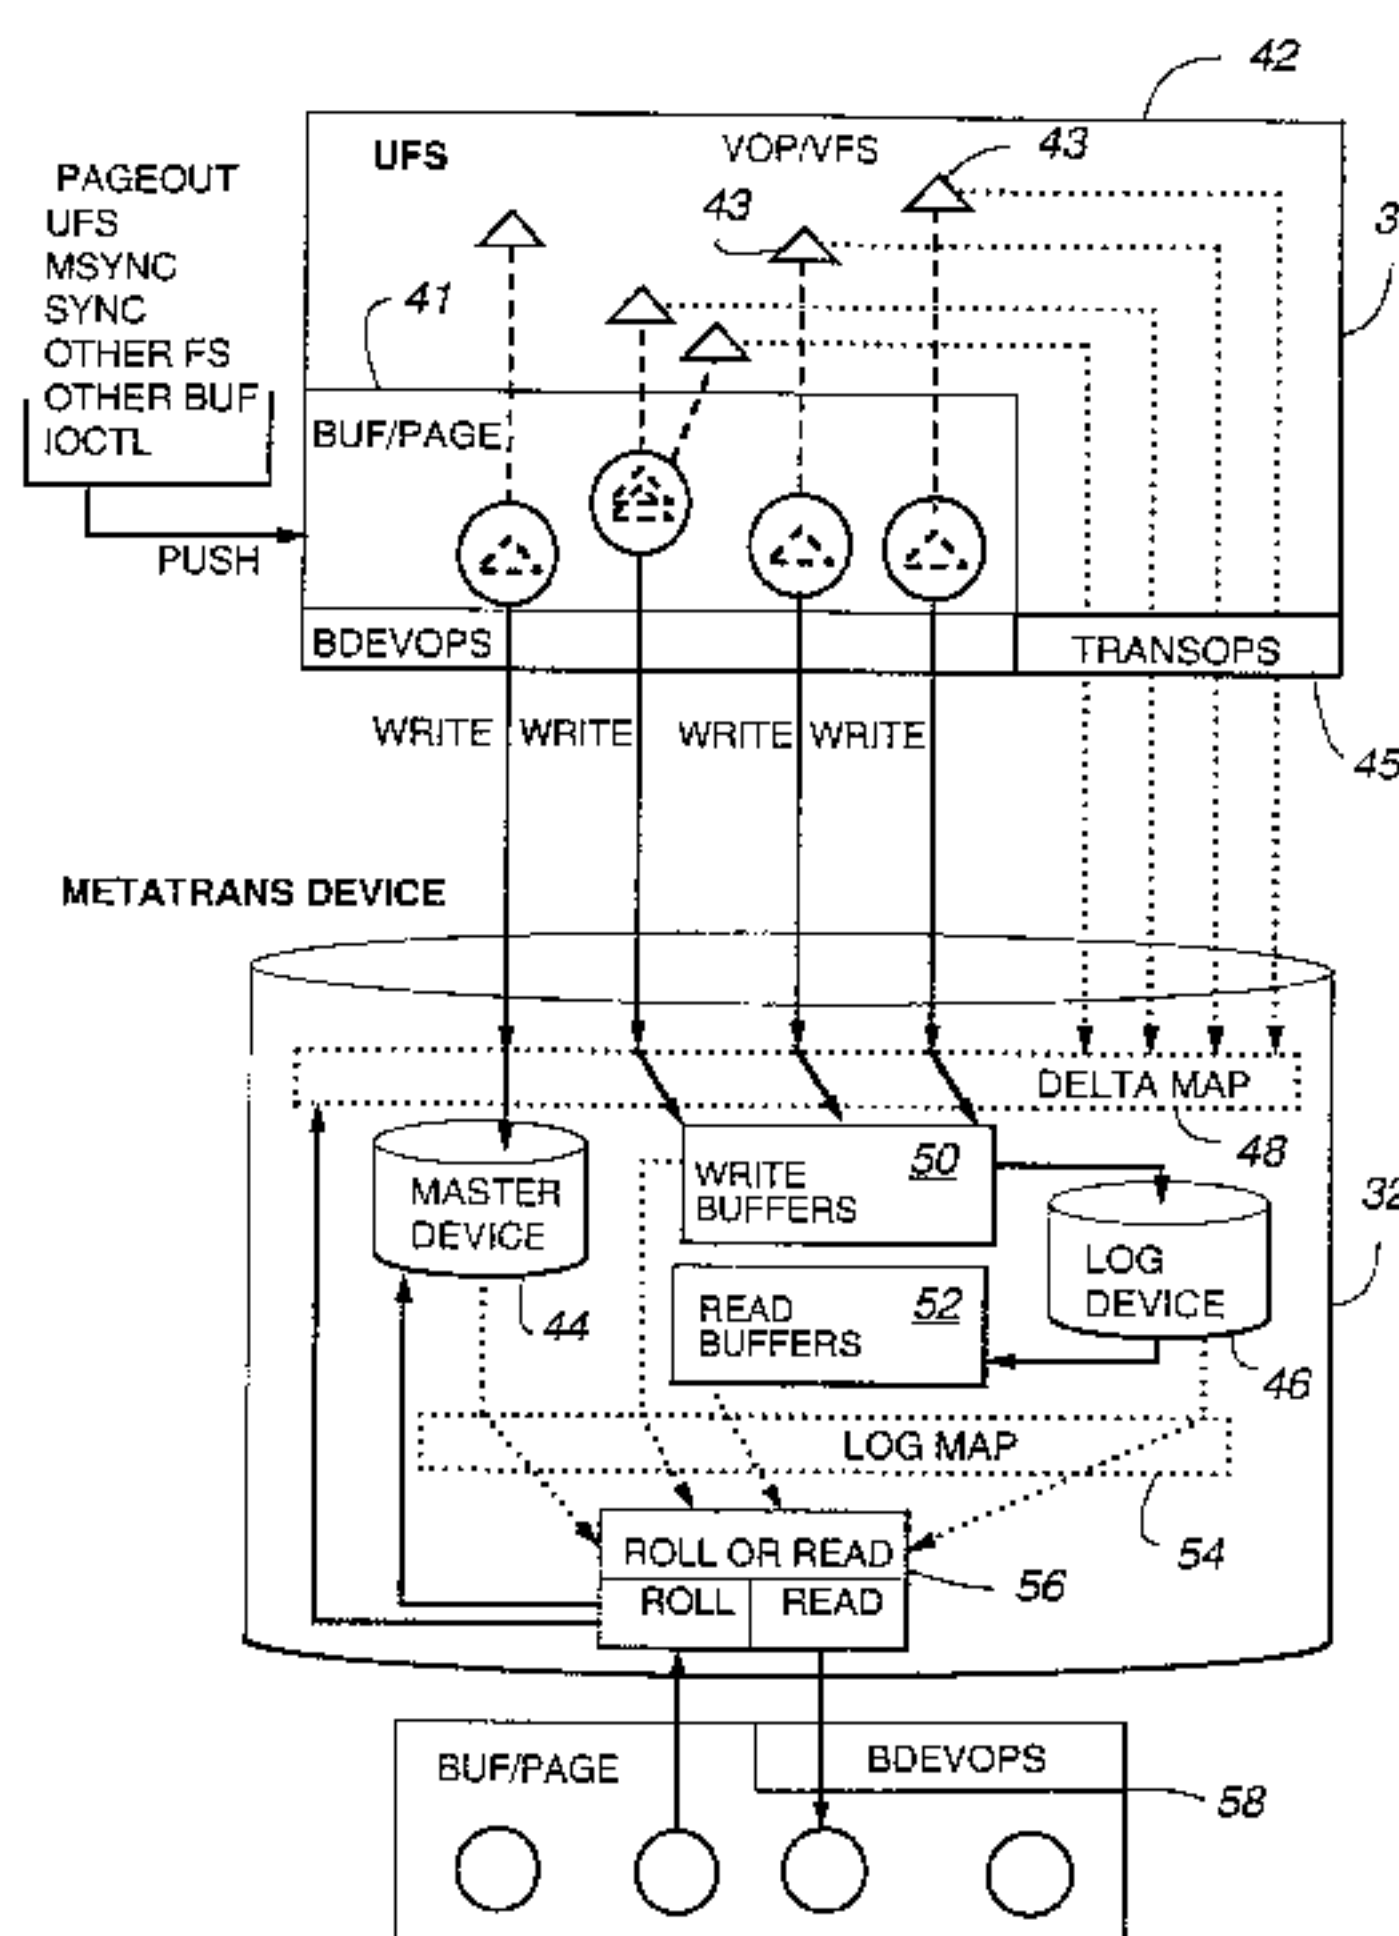 42
UFS
VOP/VFS
43
PAGEOUT
UFS
MSYNC
SYNC
OTHER FS
OTHER BUF
IOCTL
43
3
41
BUF/PAGE
PUSH
BDEVOPS
TRANSOPS
WRITE WRITE WRITE WRITE
45
METATRANS DEVICE
DELTA MAP
48
MASTER
DEVICE
44
WRITE
BUFFERS
50
32
LOG
DEVICE
46
READ
BUFFERS
52
LOG MAP
54
ROLL OR READ
ROLL READ
56
BUF/PAGE
BDEVOPS
58